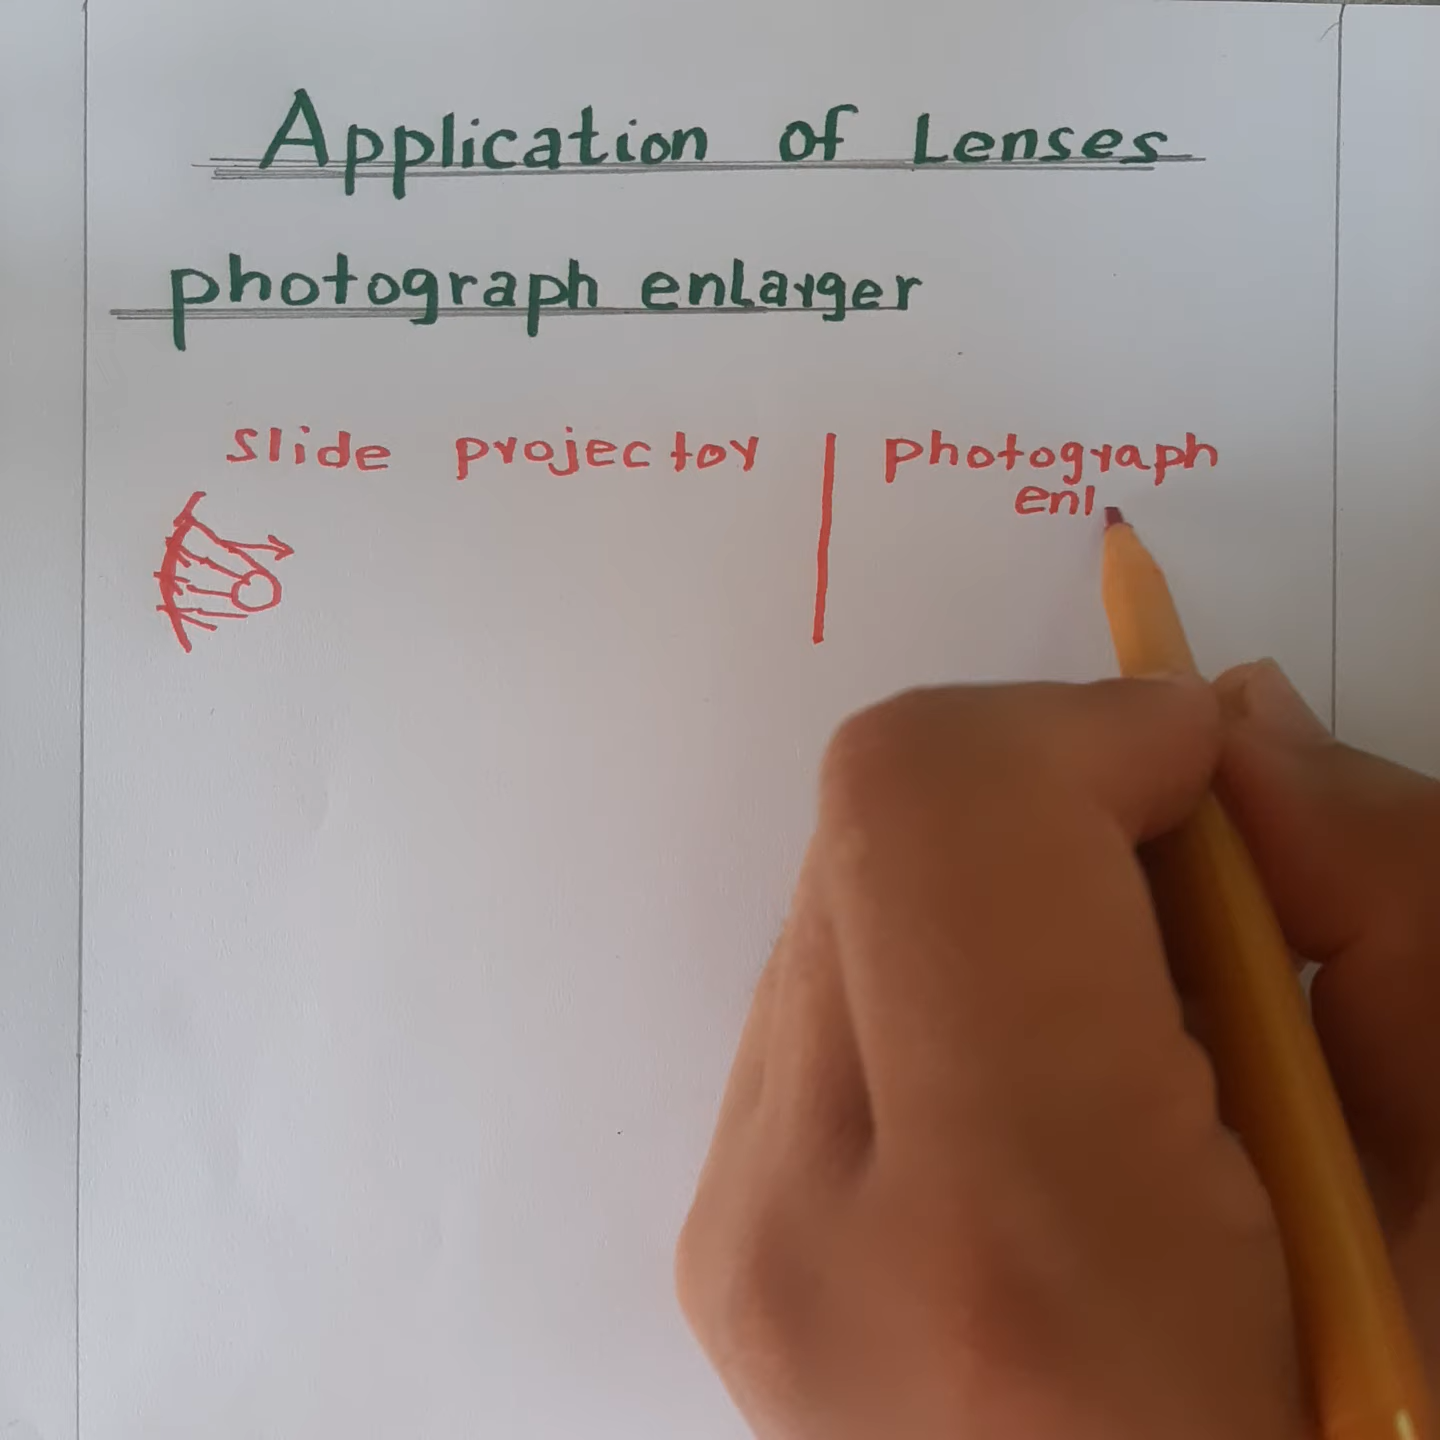 Application of Lenses
photograph enlarger
slide projector
photograph
enl